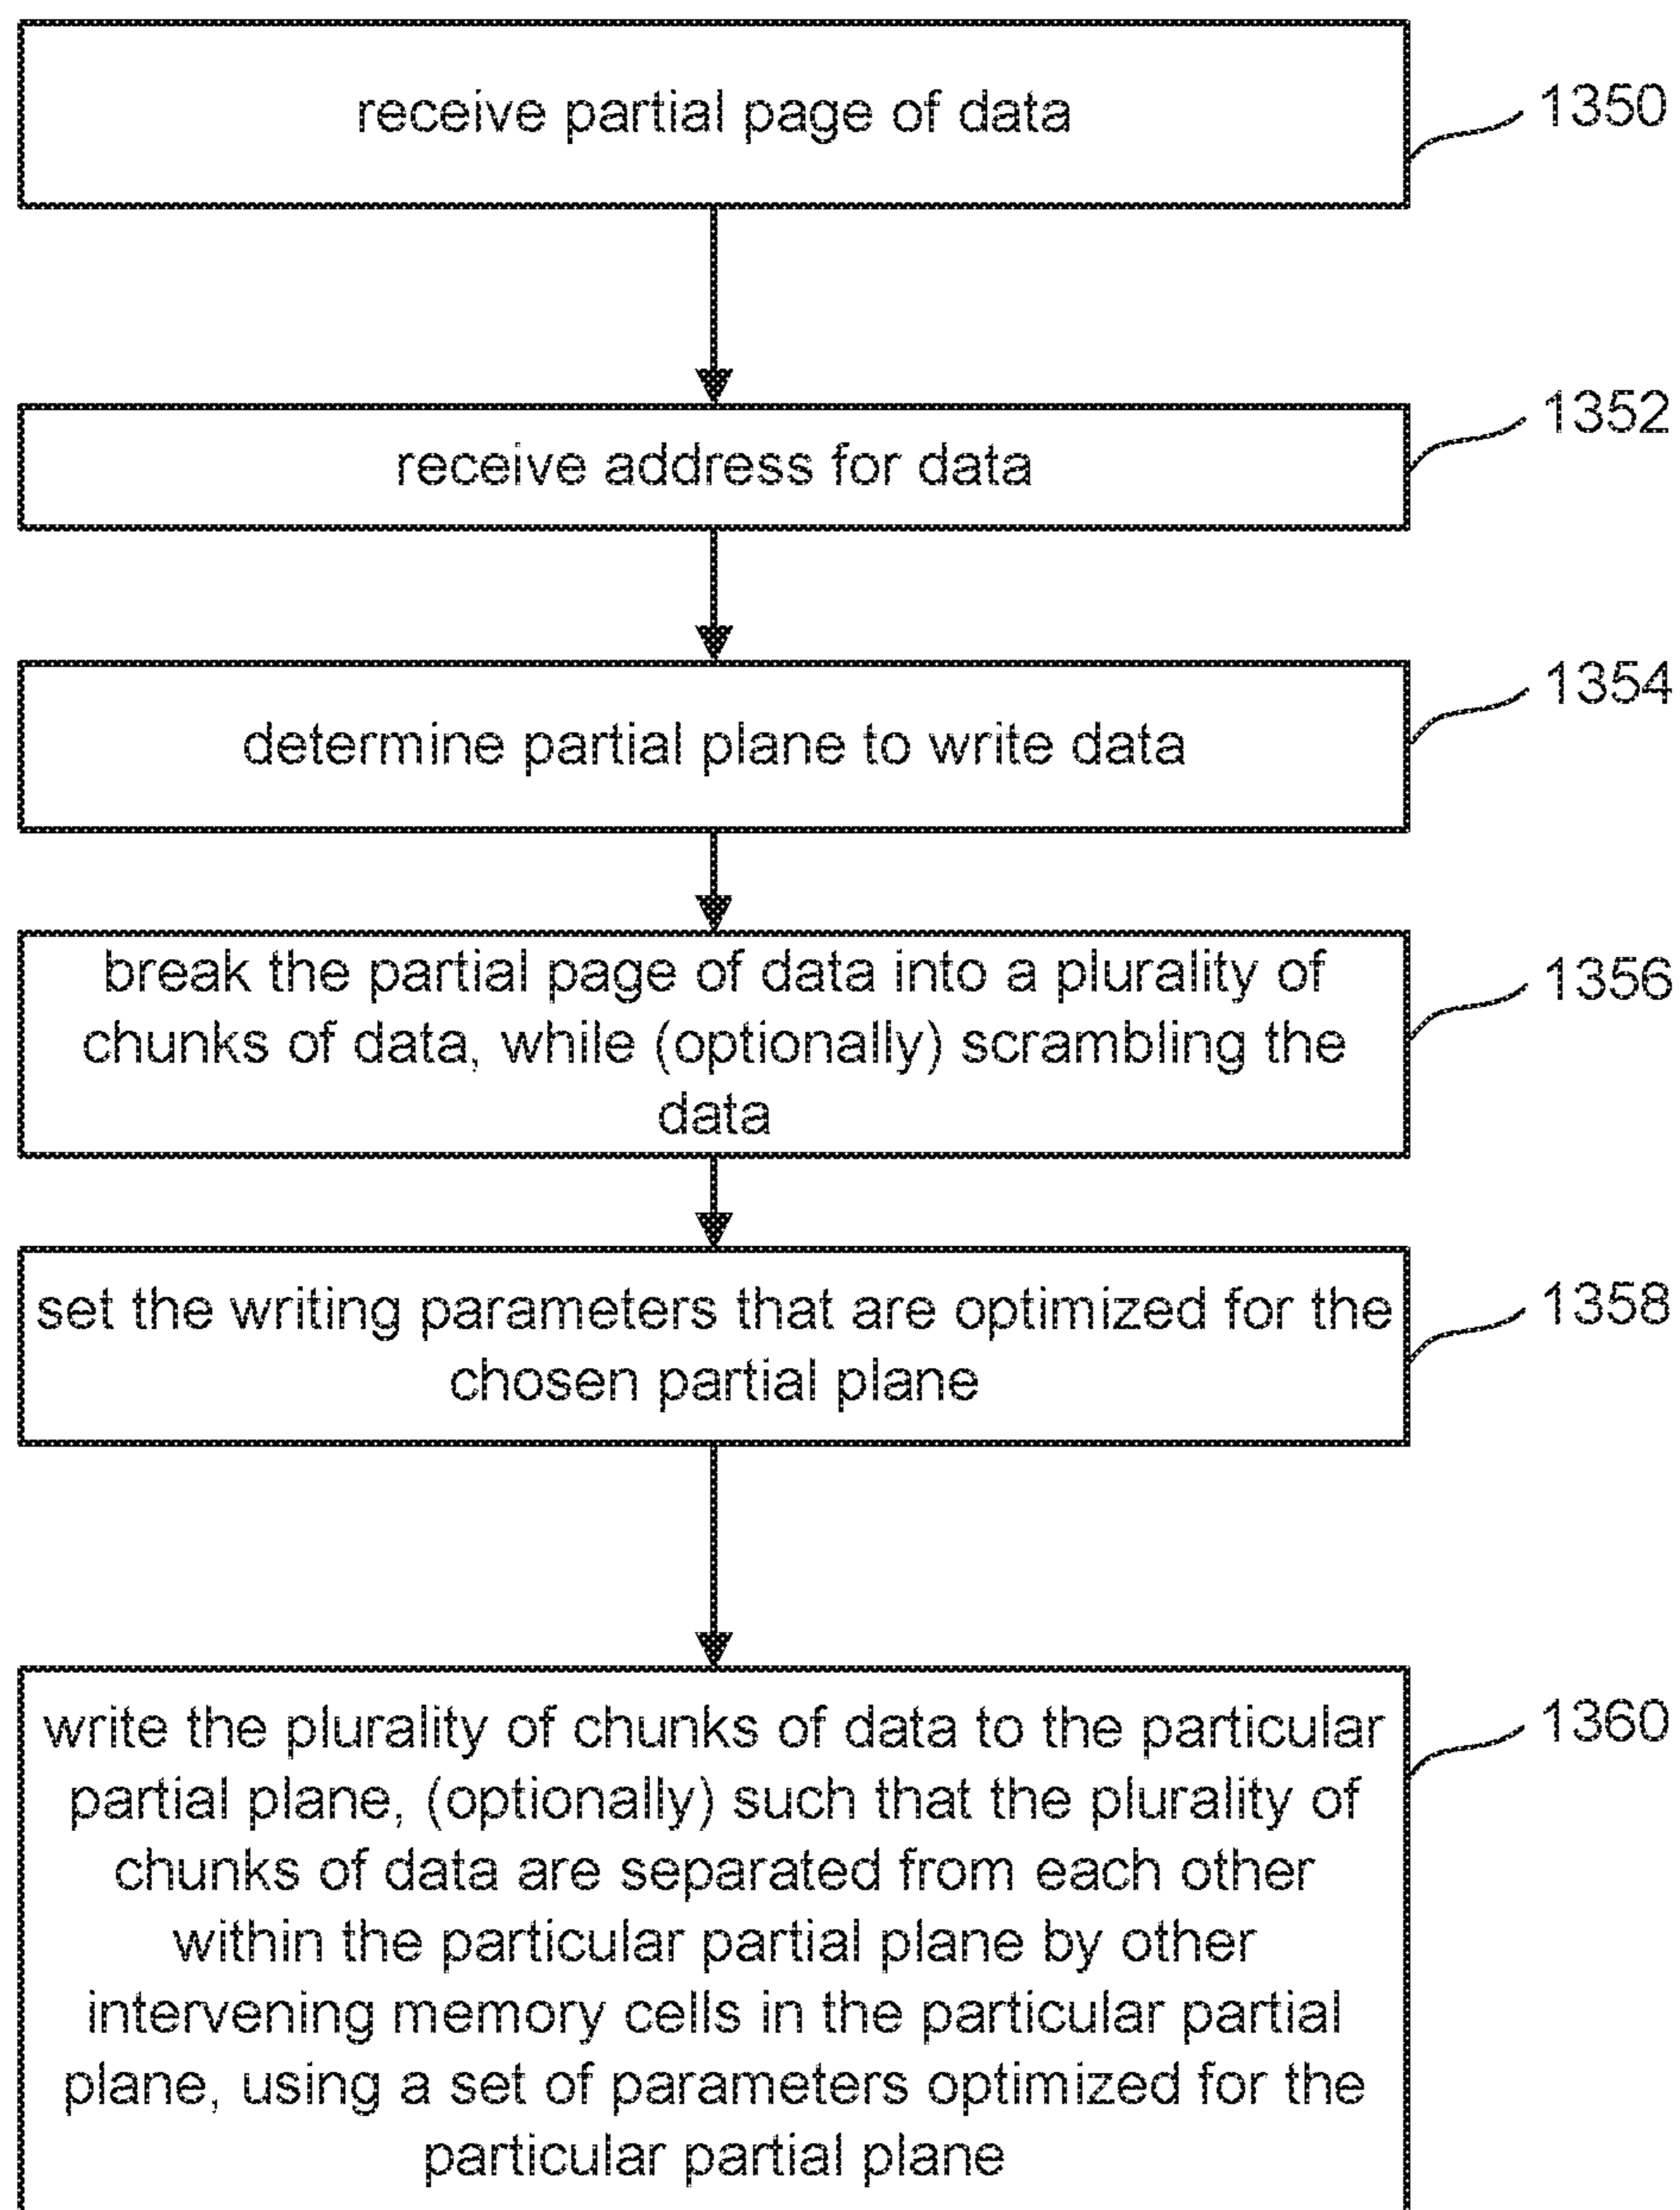 receive partial page of data
1350
receive address for data
1352
determine partial plane to write data
1354
break the partial page of data into a plurality of
chunks of data, while (optionally) scrambling the
data
1356
set the writing parameters that are optimized for the
chosen partial plane
1358
write the plurality of chunks of data to the particular
partial plane, (optionally) such that the plurality of
chunks of data are separated from each other
within the particular partial plane by other
intervening memory cells in the particular partial
plane, using a set of parameters optimized for the
particular partial plane
1360